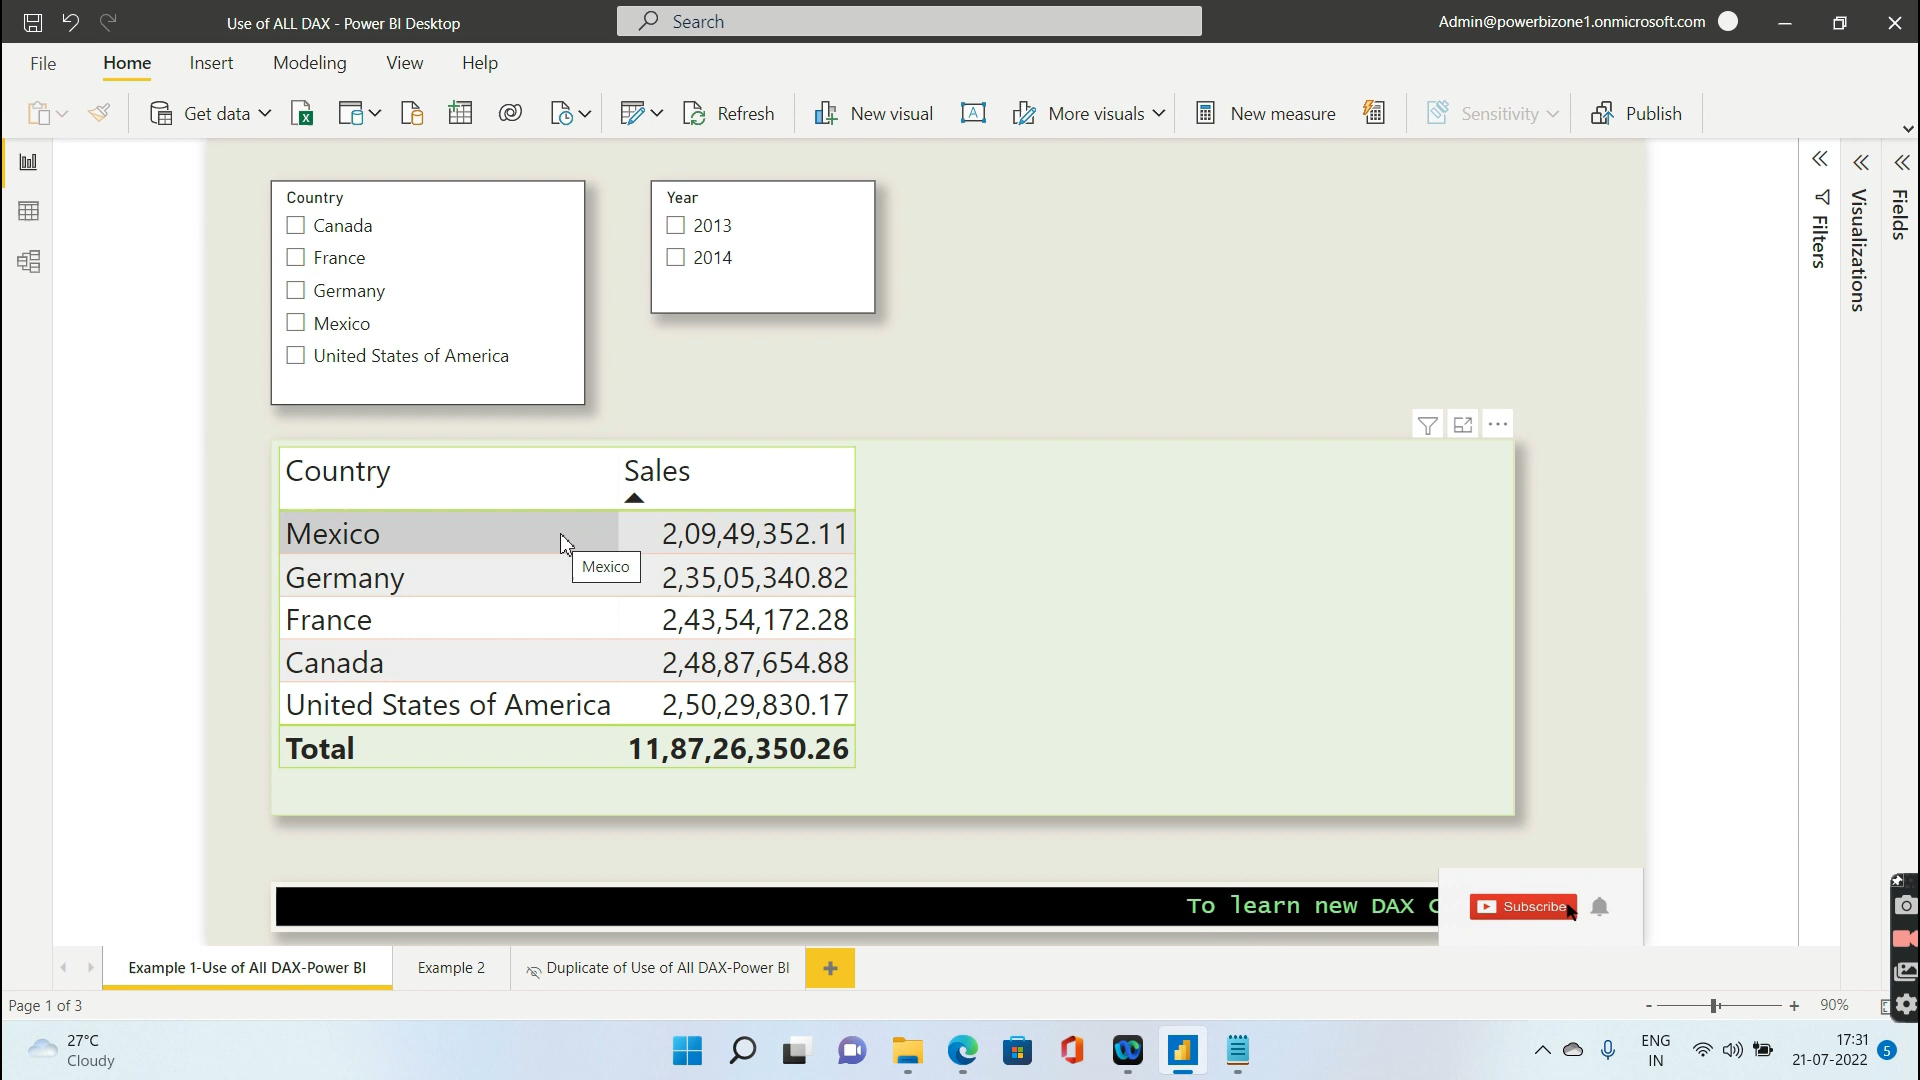 Use of ALL DAX - Power BI Desktop
Search
Admin@powerbizone1.onmicrosoft.com
File Home Insert Modeling View Help
Get data Refresh New visual More visuals New measure Sensitivity Publish
Country
Canada
France
Germany
Mexico
United States of America
Year
2013
2014
Filters
Visualizations
Fields
Country Sales
Mexico 2,09,49,352.11
Mexico
Germany 2,35,05,340.82
France 2,43,54,172.28
Canada 2,48,87,654.88
United States of America 2,50,29,830.17
Total 11,87,26,350.26
To learn new DAX
Subscribe
Example 1-Use of All DAX-Power BI Example 2 Duplicate of Use of All DAX-Power BI
Page 1 of 3
- + 90%
27°C
Cloudy
ENG
IN
17:31
21-07-2022
5